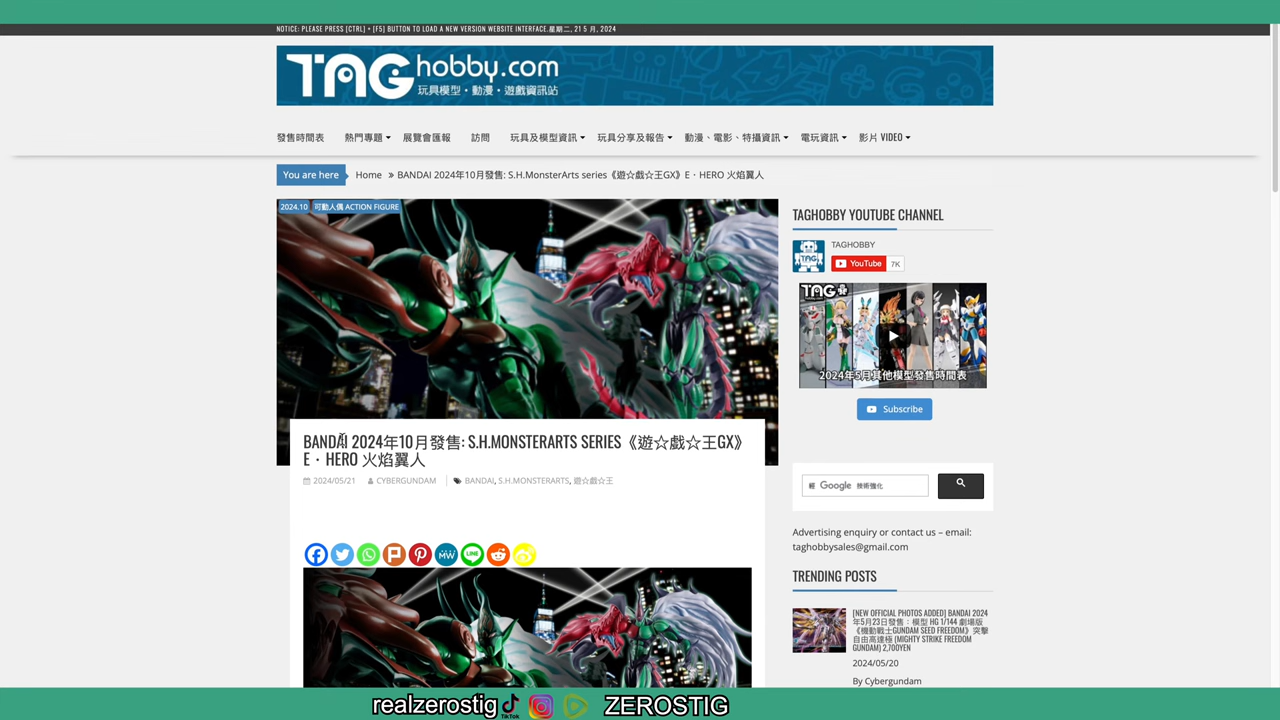 NOTICE: PLEASE PRESS [CTRL] + [F5] BUTTON TO LOAD A NEW VERSION WEBSITE INTERFACE.星期二, 21 5 月, 2024
TAG hobby.com
玩具模型・動漫・遊戲資訊站
發售時間表 熱門專題 展覽會匯報 訪問 玩具及模型資訊 玩具分享及報告 動漫、電影、特攝資訊 電玩資訊 影片 VIDEO
You are here Home » BANDAI 2024年10月發售: S.H.MonsterArts series《遊☆戲☆王GX》E・HERO 火焰翼人
2024.10 可動人偶 ACTION FIGURE
BANDAI 2024年10月發售: S.H.MONSTERARTS SERIES《遊☆戲☆王GX》
E・HERO 火焰翼人
2024/05/21 CYBERGUNDAM BANDAI, S.H.MONSTERARTS, 遊☆戲☆王
MW
LINE
TAGHOBBY YOUTUBE CHANNEL
TAGHOBBY
YouTube 7K
TAG
hobby.com
2024年5月其他模型發售時間表
Subscribe
Google 技術強化
Advertising enquiry or contact us – email:
taghobbysales@gmail.com
TRENDING POSTS
[NEW OFFICIAL PHOTOS ADDED] BANDAI 2024
年5月23日發售：模型 HG 1/144 劇場版
《機動戰士GUNDAM SEED FREEDOM》突擊
自由高達極 (MIGHTY STRIKE FREEDOM
GUNDAM) 2,700YEN
2024/05/20
By Cybergundam
realzerostig TikTok ZEROSTIG